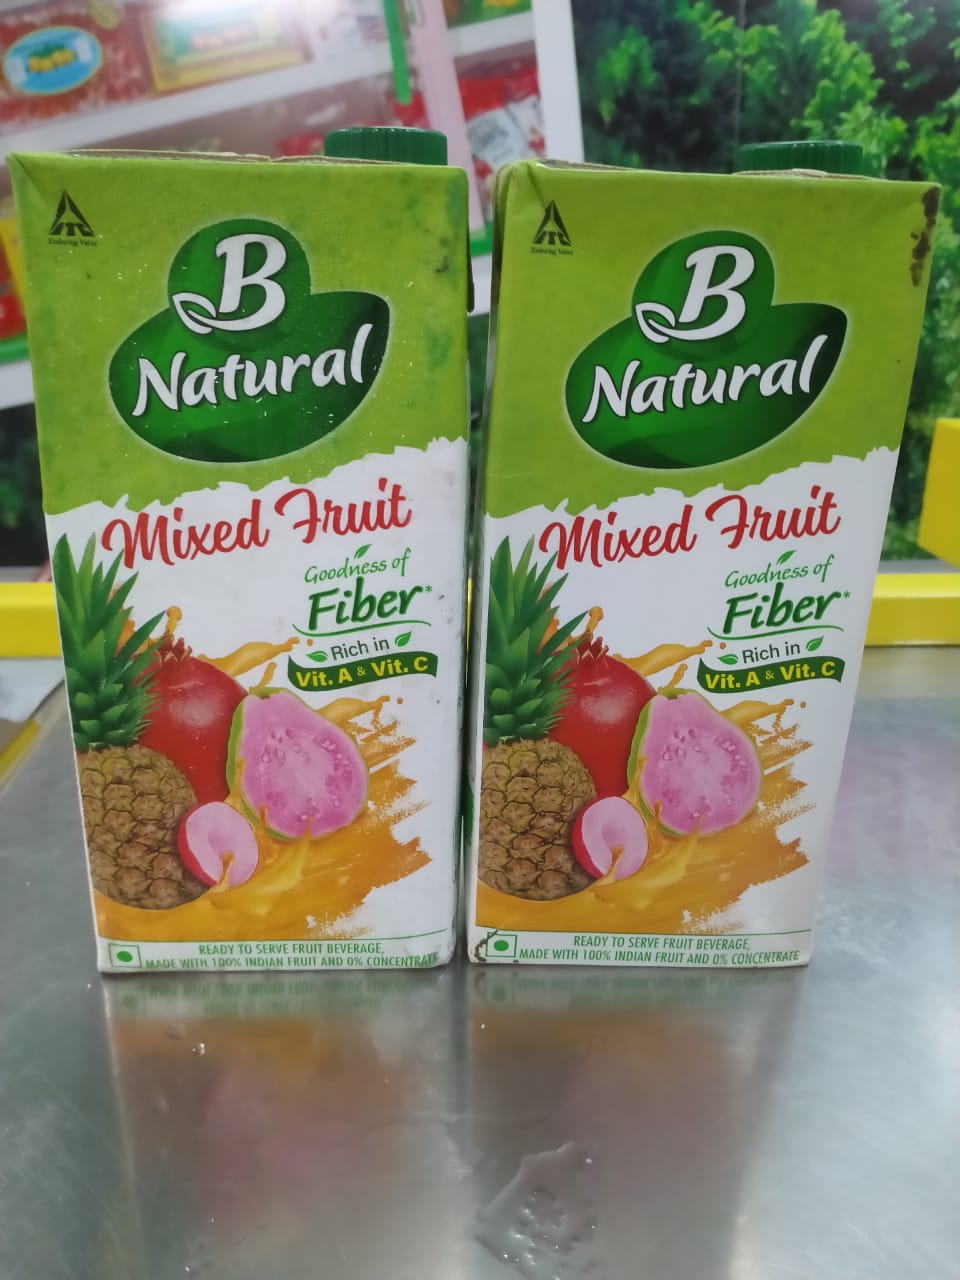 ITC
Enduring Value
B
Natural
Mixed Fruit
Goodness of
Fiber*
Rich in
Vit. A & Vit. C
READY TO SERVE FRUIT BEVERAGE,
MADE WITH 100% INDIAN FRUIT AND 0% CONCENTRATE
ITC
Enduring Value
B
Natural
Mixed Fruit
Goodness of
Fiber*
Rich in
Vit. A & Vit. C
READY TO SERVE FRUIT BEVERAGE,
MADE WITH 100% INDIAN FRUIT AND 0% CONCENTRATE